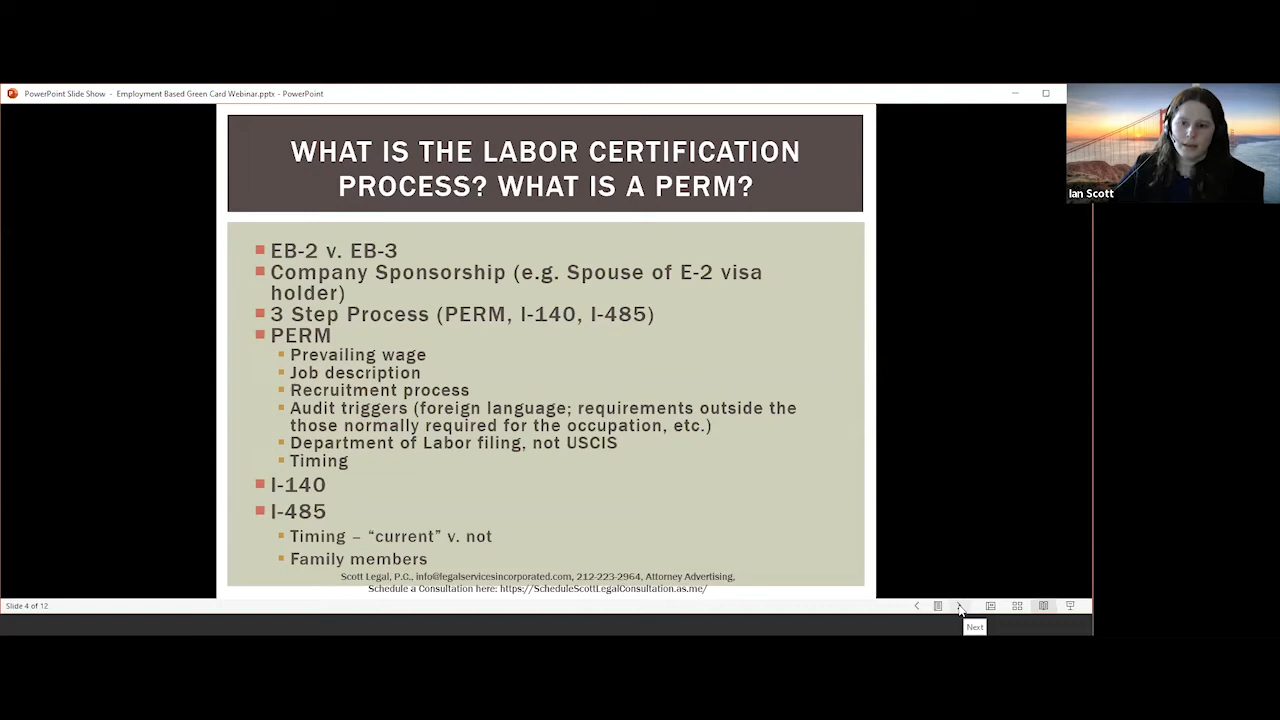 PowerPoint Slide Show - Employment Based Green Card Webinar.pptx - PowerPoint
WHAT IS THE LABOR CERTIFICATION
PROCESS? WHAT IS A PERM?
EB-2 v. EB-3
Company Sponsorship (e.g. Spouse of E-2 visa
holder)
3 Step Process (PERM, I-140, I-485)
PERM
Prevailing wage
Job description
Recruitment process
Audit triggers (foreign language; requirements outside the
those normally required for the occupation, etc.)
Department of Labor filing, not USCIS
Timing
I-140
I-485
Timing – “current” v. not
Family members
Scott Legal, P.C., info@legalservicesincorporated.com, 212-223-2964, Attorney Advertising,
Schedule a Consultation here: https://ScheduleScottLegalConsultation.as.me/
Ian Scott
Slide 4 of 12
Next